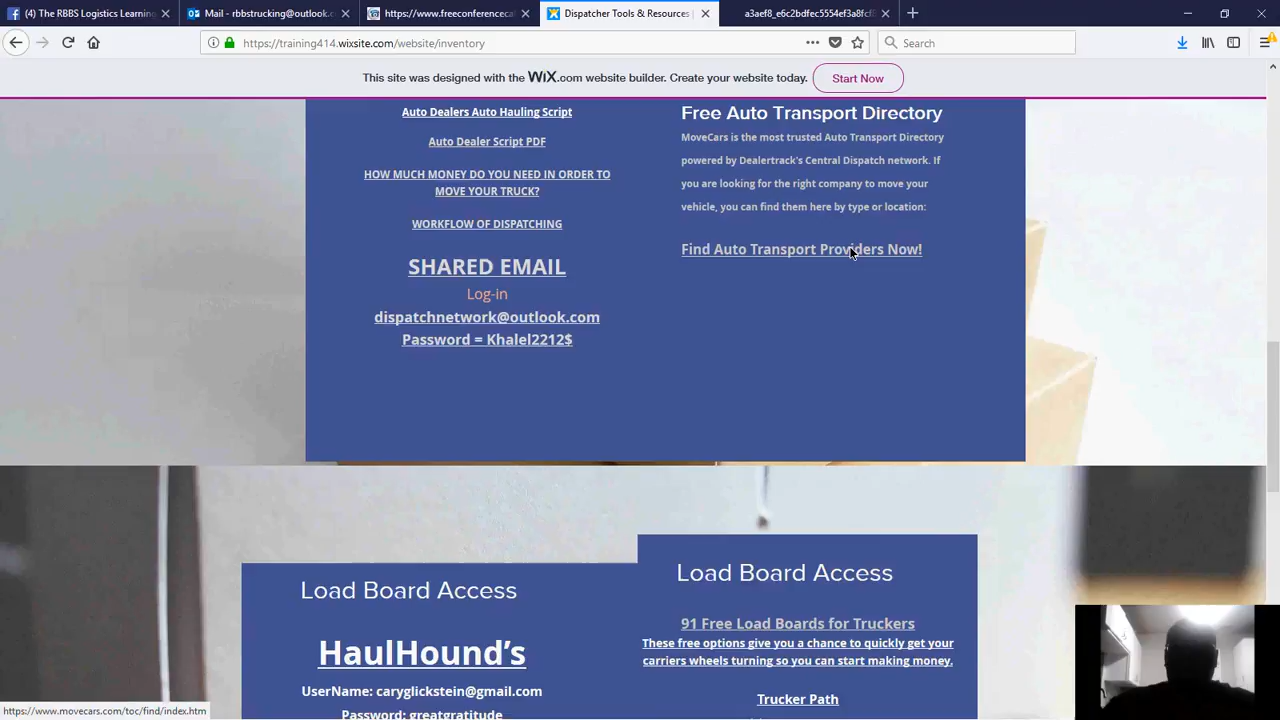 (4) The RBBS Logistics Learning
Mail - rbbstrucking@outlook.c
https://www.freeconferencecal
Dispatcher Tools & Resources |
a3aef8_e6c2bdfec5554ef3a8fcf
https://training414.wixsite.com/website/inventory
Search
This site was designed with the WIX.com website builder. Create your website today.
Start Now
Auto Dealers Auto Hauling Script
Auto Dealer Script PDF
HOW MUCH MONEY DO YOU NEED IN ORDER TO
MOVE YOUR TRUCK?
WORKFLOW OF DISPATCHING
SHARED EMAIL
Log-in
dispatchnetwork@outlook.com
Password = Khalel2212$
Free Auto Transport Directory
MoveCars is the most trusted Auto Transport Directory
powered by Dealertrack's Central Dispatch network. If
you are looking for the right company to move your
vehicle, you can find them here by type or location:
Find Auto Transport Providers Now!
Load Board Access
HaulHound's
UserName: caryglickstein@gmail.com
Password: greatgratitude
Load Board Access
91 Free Load Boards for Truckers
These free options give you a chance to quickly get your
carriers wheels turning so you can start making money.
Trucker Path
https://www.movecars.com/toc/find/index.htm